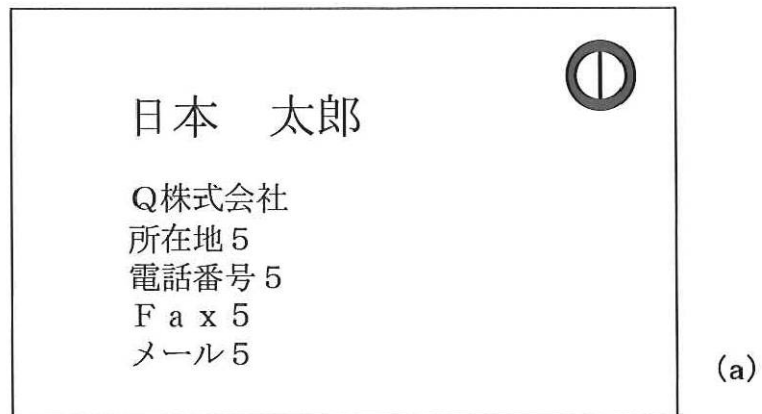 日本　太郎
Q株式会社
所在地５
電話番号５
Ｆａｘ５
メール５
(a)